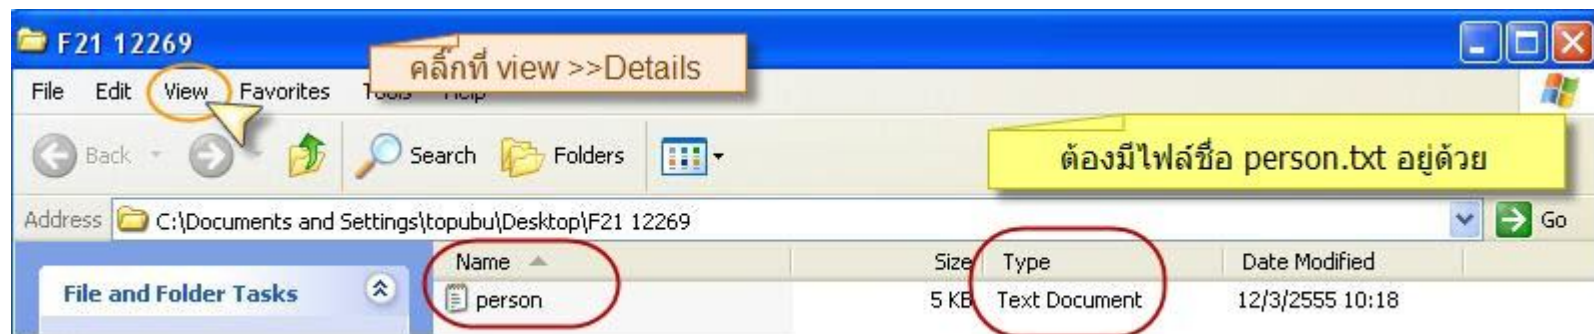 F21 12269
คลิ๊กที่ view >>Details
File Edit View Favorites Tools Help
Back Search Folders
ต้องมีไฟล์ชื่อ person.txt อยู่ด้วย
Address C:\Documents and Settings\topubu\Desktop\F21 12269 Go
Name Size Type Date Modified
File and Folder Tasks
person 5 KB Text Document 12/3/2555 10:18